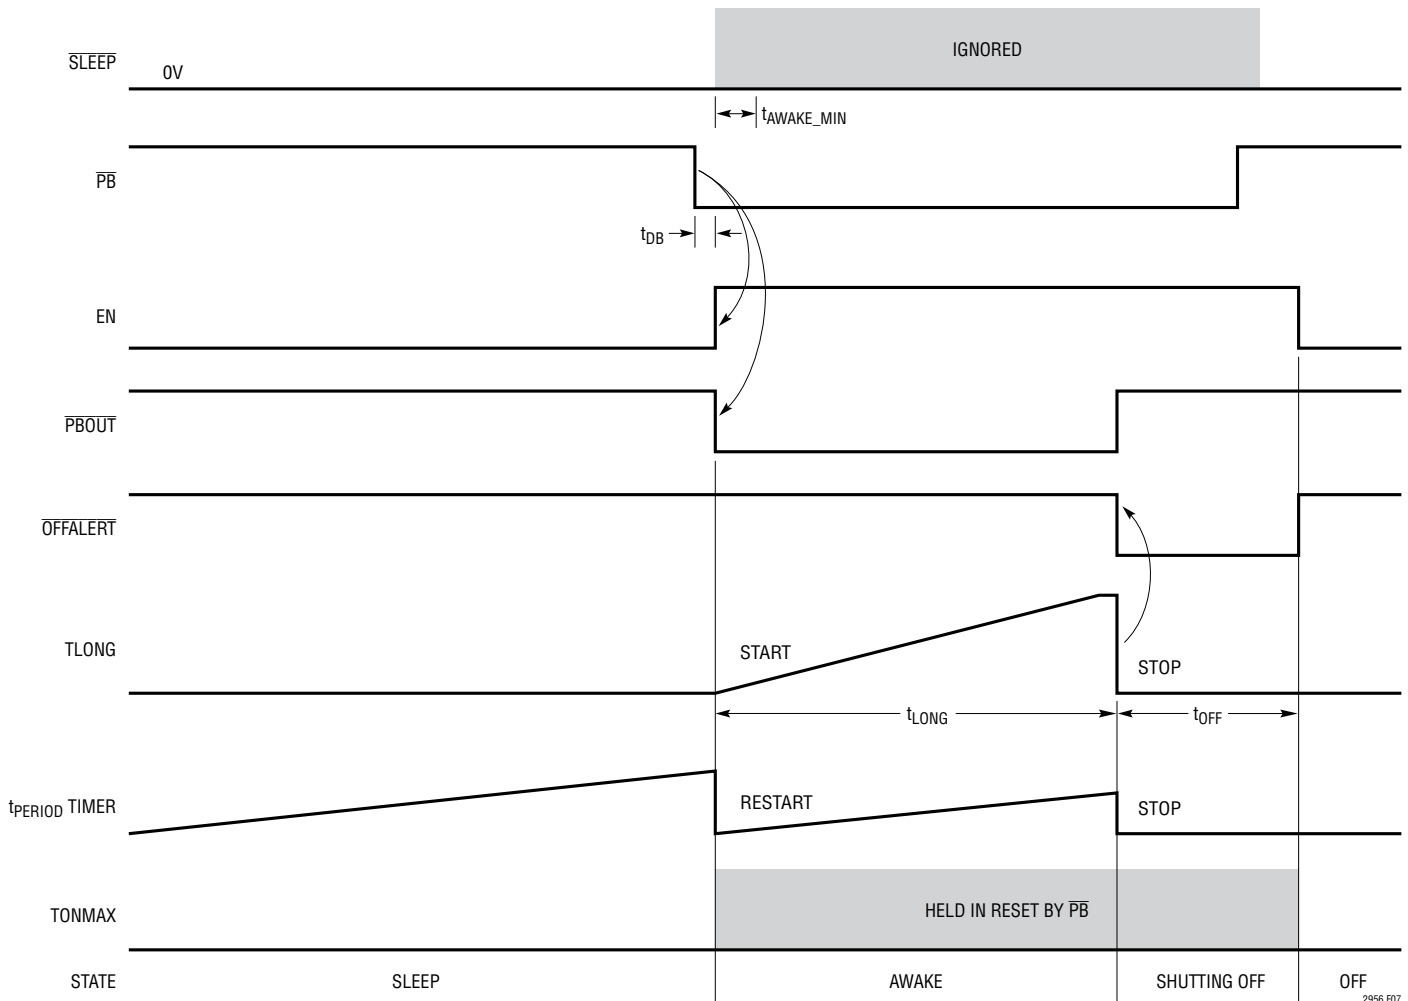 SLEEP
0V
IGNORED
tAWAKE_MIN
PB
tDB
EN
PBOUT
OFFALERT
TLONG
START
STOP
tLONG
tOFF
tPERIOD TIMER
RESTART
STOP
TONMAX
HELD IN RESET BY PB
STATE
SLEEP
AWAKE
SHUTTING OFF
OFF
2956 F07